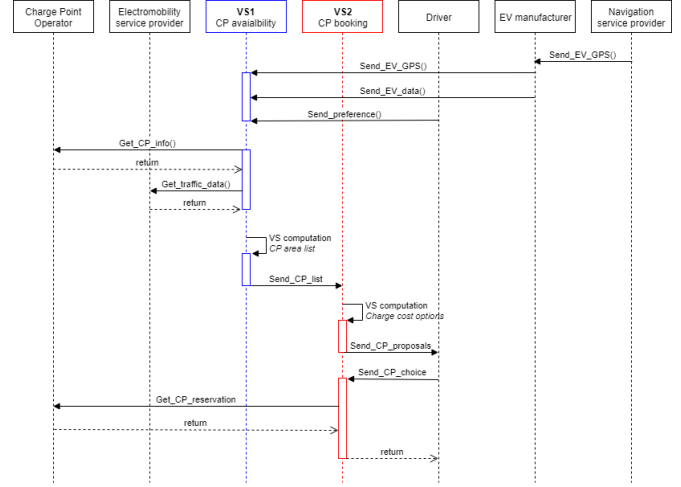 Charge Point
Operator
Electromobility
service provider
VS1
CP avaialbility
VS2
CP booking
Driver
EV manufacturer
Navigation
service provider
Send_EV_GPS()
Send_EV_GPS()
Send_EV_data()
Send_preference()
Get_CP_info()
return
Get_traffic_data()
return
VS computation
CP area list
Send_CP_list
VS computation
Charge cost options
Send_CP_proposals
Send_CP_choice
Get_CP_reservation
return
return